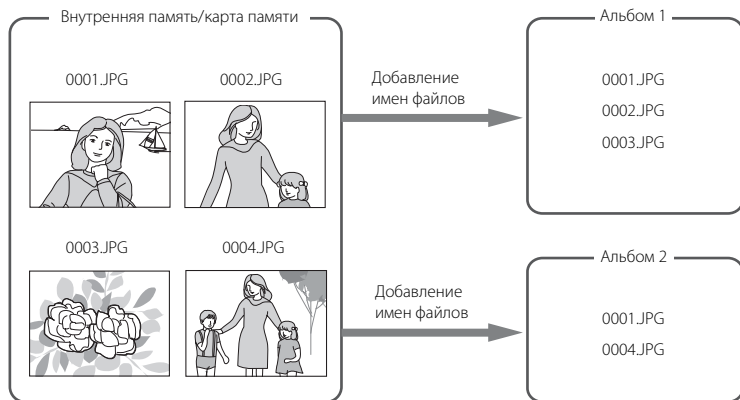 Внутренняя память/карта памяти
0001.JPG
0002.JPG
0003.JPG
0004.JPG
Добавление
имен файлов
Альбом 1
0001.JPG
0002.JPG
0003.JPG
Добавление
имен файлов
Альбом 2
0001.JPG
0004.JPG